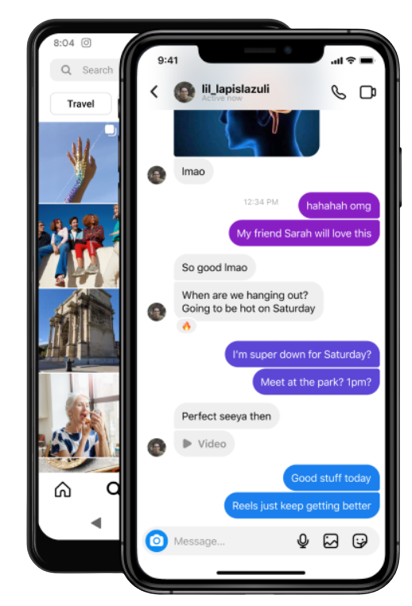 8:04
Search
Travel
9:41
lil_lapislazuli
Active now
lmao
12:34 PM
hahahah omg
My friend Sarah will love this
So good lmao
When are we hanging out?
Going to be hot on Saturday
I'm super down for Saturday?
Meet at the park? 1pm?
Perfect seeya then
Video
Good stuff today
Reels just keep getting better
Message...